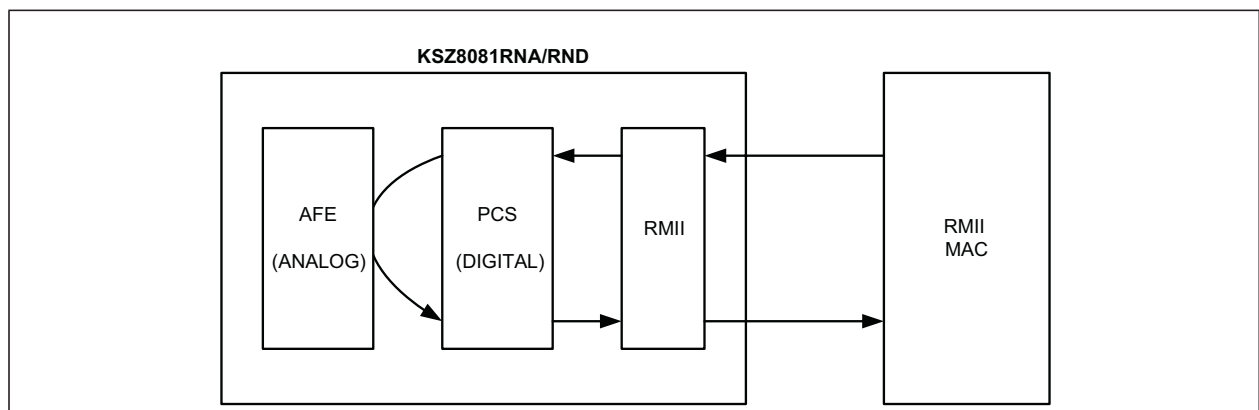 KSZ8081RNA/RND
AFE
(ANALOG)
PCS
(DIGITAL)
RMII
RMII
MAC